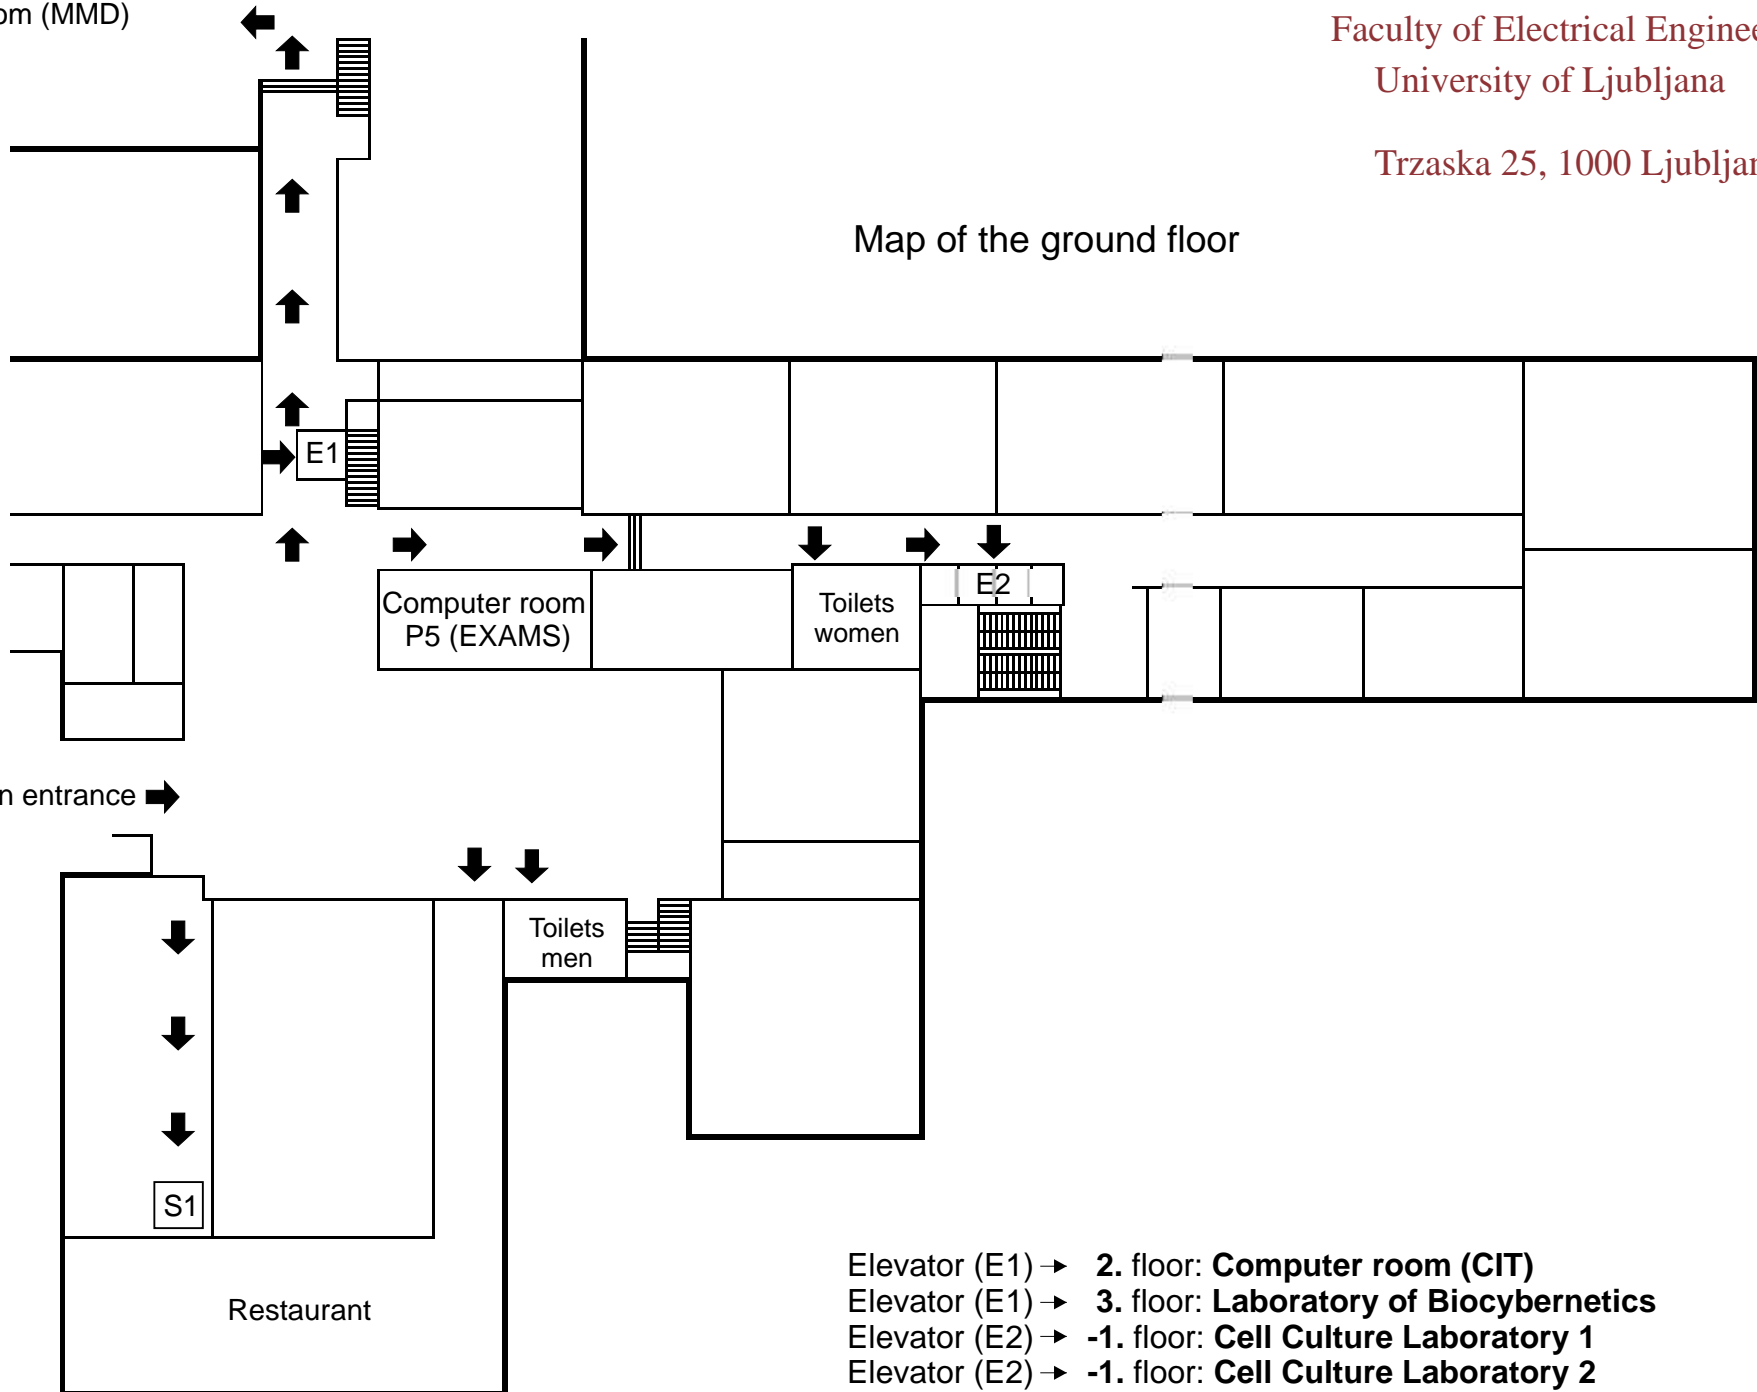 (MMD)
Faculty of Electrical
University of Ljubljana
Trzaska 25, 1000
Map of the ground floor
E1
Computer room
P5 (EXAMS)
Toilets
women
E2
entrance
Toilets
men
S1
Restaurant
Elevator (E1) → 2. floor: Computer room (CIT)
Elevator (E1) → 3. floor: Laboratory of Biocybernetics
Elevator (E2) → -1. floor: Cell Culture Laboratory 1
Elevator (E2) → -1. floor: Cell Culture Laboratory 2